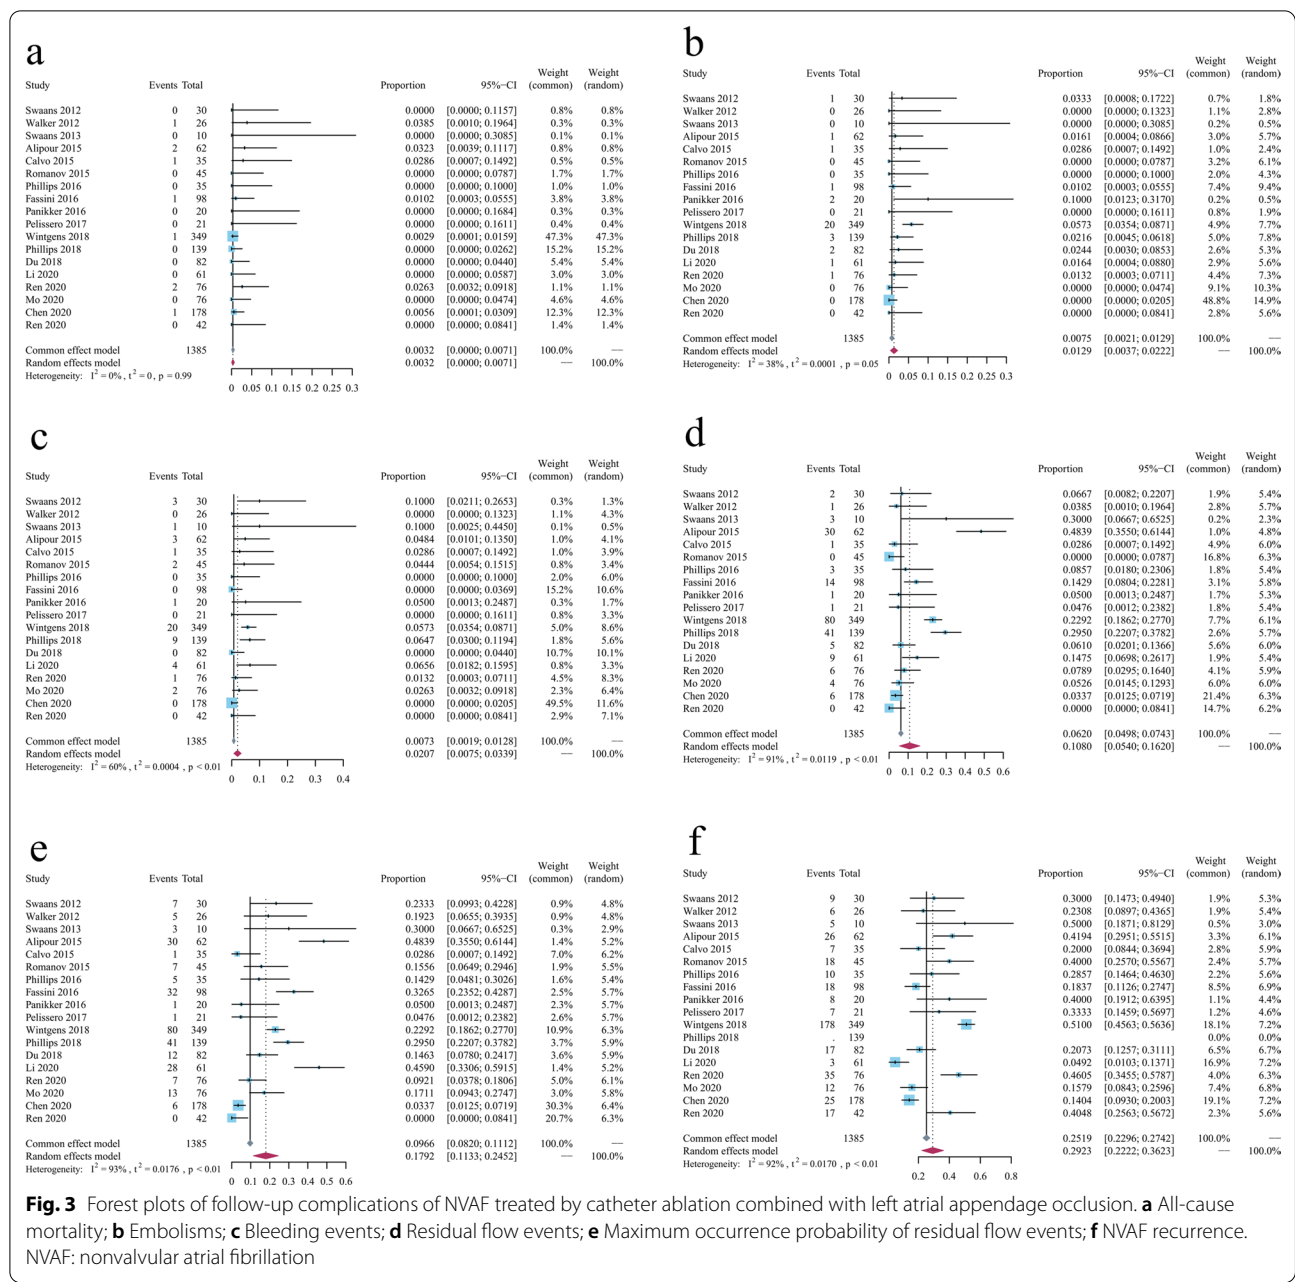 a
Study Events Total Proportion 95%−CI Weight (common) Weight (random)
Swaans 2012 0 30 0.0000 [0.0000; 0.1157] 0.8% 0.8%
Walker 2012 1 26 0.0385 [0.0010; 0.1964] 0.3% 0.3%
Swaans 2013 0 10 0.0000 [0.0000; 0.3085] 0.1% 0.1%
Alipour 2015 2 62 0.0323 [0.0039; 0.1117] 0.8% 0.8%
Calvo 2015 1 35 0.0286 [0.0007; 0.1492] 0.5% 0.5%
Romanov 2015 0 45 0.0000 [0.0000; 0.0787] 1.7% 1.7%
Phillips 2016 0 35 0.0000 [0.0000; 0.1000] 1.0% 1.0%
Fassini 2016 1 98 0.0102 [0.0003; 0.0555] 3.8% 3.8%
Panikker 2016 0 20 0.0000 [0.0000; 0.1684] 0.3% 0.3%
Pelissero 2017 0 21 0.0000 [0.0000; 0.1611] 0.4% 0.4%
Wintgens 2018 1 349 0.0029 [0.0001; 0.0159] 47.3% 47.3%
Phillips 2018 0 139 0.0000 [0.0000; 0.0262] 15.2% 15.2%
Du 2018 0 82 0.0000 [0.0000; 0.0440] 5.4% 5.4%
Li 2020 0 61 0.0000 [0.0000; 0.0587] 3.0% 3.0%
Ren 2020 2 76 0.0263 [0.0032; 0.0918] 1.1% 1.1%
Mo 2020 0 76 0.0000 [0.0000; 0.0474] 4.6% 4.6%
Chen 2020 1 178 0.0056 [0.0001; 0.0309] 12.3% 12.3%
Ren 2020 0 42 0.0000 [0.0000; 0.0841] 1.4% 1.4%
Common effect model 1385 0.0032 [0.0000; 0.0071] 100.0% —
Random effects model 0.0032 [0.0000; 0.0071] — 100.0%
Heterogeneity: I² = 0% , t² = 0 , p = 0.99
0 0.05 0.1 0.15 0.2 0.25 0.3
b
Study Events Total Proportion 95%−CI Weight (common) Weight (random)
Swaans 2012 1 30 0.0333 [0.0008; 0.1722] 0.7% 1.8%
Walker 2012 0 26 0.0000 [0.0000; 0.1323] 1.1% 2.8%
Swaans 2013 0 10 0.0000 [0.0000; 0.3085] 0.2% 0.5%
Alipour 2015 1 62 0.0161 [0.0004; 0.0866] 3.0% 5.7%
Calvo 2015 1 35 0.0286 [0.0007; 0.1492] 1.0% 2.4%
Romanov 2015 0 45 0.0000 [0.0000; 0.0787] 3.2% 6.1%
Phillips 2016 0 35 0.0000 [0.0000; 0.1000] 2.0% 4.3%
Fassini 2016 1 98 0.0102 [0.0003; 0.0555] 7.4% 9.4%
Panikker 2016 2 20 0.1000 [0.0123; 0.3170] 0.2% 0.5%
Pelissero 2017 0 21 0.0000 [0.0000; 0.1611] 0.8% 1.9%
Wintgens 2018 20 349 0.0573 [0.0354; 0.0871] 4.9% 7.7%
Phillips 2018 3 139 0.0216 [0.0045; 0.0618] 5.0% 7.8%
Du 2018 2 82 0.0244 [0.0030; 0.0853] 2.6% 5.1%
Li 2020 1 61 0.0164 [0.0004; 0.0880] 2.9% 5.6%
Ren 2020 1 76 0.0132 [0.0003; 0.0711] 4.4% 7.3%
Mo 2020 0 76 0.0000 [0.0000; 0.0474] 9.1% 10.3%
Chen 2020 0 178 0.0000 [0.0000; 0.0205] 48.8% 14.9%
Ren 2020 0 42 0.0000 [0.0000; 0.0841] 2.8% 5.6%
Common effect model 1385 0.0075 [0.0021; 0.0129] 100.0% —
Random effects model 0.0129 [0.0037; 0.0222] — 100.0%
Heterogeneity: I² = 38% , t² = 0.0001 , p = 0.05
0 0.05 0.1 0.15 0.2 0.25 0.3
c
Study Events Total Proportion 95%−CI Weight (common) Weight (random)
Swaans 2012 3 30 0.1000 [0.0211; 0.2653] 0.3% 1.3%
Walker 2012 0 26 0.0000 [0.0000; 0.1323] 1.1% 4.3%
Swaans 2013 1 10 0.1000 [0.0025; 0.4450] 0.1% 0.5%
Alipour 2015 3 62 0.0484 [0.0101; 0.1350] 1.0% 4.1%
Calvo 2015 1 35 0.0286 [0.0007; 0.1492] 1.0% 3.9%
Romanov 2015 2 45 0.0444 [0.0054; 0.1515] 0.8% 3.4%
Phillips 2016 0 35 0.0000 [0.0000; 0.1000] 2.0% 6.0%
Fassini 2016 0 98 0.0000 [0.0000; 0.0369] 15.2% 10.6%
Panikker 2016 1 20 0.0500 [0.0013; 0.2487] 0.3% 1.7%
Pelissero 2017 0 21 0.0000 [0.0000; 0.1611] 0.8% 3.3%
Wintgens 2018 20 349 0.0573 [0.0354; 0.0871] 5.0% 8.6%
Phillips 2018 9 139 0.0647 [0.0300; 0.1194] 1.8% 5.6%
Du 2018 0 82 0.0000 [0.0000; 0.0440] 10.7% 10.1%
Li 2020 4 61 0.0656 [0.0182; 0.1595] 0.8% 3.3%
Ren 2020 1 76 0.0132 [0.0003; 0.0711] 4.5% 8.3%
Mo 2020 2 76 0.0263 [0.0032; 0.0918] 2.3% 6.4%
Chen 2020 0 178 0.0000 [0.0000; 0.0205] 49.5% 11.6%
Ren 2020 0 42 0.0000 [0.0000; 0.0841] 2.9% 7.1%
Common effect model 1385 0.0073 [0.0019; 0.0128] 100.0% —
Random effects model 0.0207 [0.0075; 0.0339] — 100.0%
Heterogeneity: I² = 60% , t² = 0.0004 , p < 0.01
0 0.1 0.2 0.3 0.4
d
Study Events Total Proportion 95%−CI Weight (common) Weight (random)
Swaans 2012 2 30 0.0667 [0.0082; 0.2207] 1.9% 5.4%
Walker 2012 1 26 0.0385 [0.0010; 0.1964] 2.8% 5.7%
Swaans 2013 3 10 0.3000 [0.0667; 0.6525] 0.2% 2.3%
Alipour 2015 30 62 0.4839 [0.3550; 0.6144] 1.0% 4.8%
Calvo 2015 1 35 0.0286 [0.0007; 0.1492] 4.9% 6.0%
Romanov 2015 0 45 0.0000 [0.0000; 0.0787] 16.8% 6.3%
Phillips 2016 3 35 0.0857 [0.0180; 0.2306] 1.8% 5.4%
Fassini 2016 14 98 0.1429 [0.0804; 0.2281] 3.1% 5.8%
Panikker 2016 1 20 0.0500 [0.0013; 0.2487] 1.7% 5.3%
Pelissero 2017 1 21 0.0476 [0.0012; 0.2382] 1.8% 5.4%
Wintgens 2018 80 349 0.2292 [0.1862; 0.2770] 7.7% 6.1%
Phillips 2018 41 139 0.2950 [0.2207; 0.3782] 2.6% 5.7%
Du 2018 5 82 0.0610 [0.0201; 0.1366] 5.6% 6.0%
Li 2020 9 61 0.1475 [0.0698; 0.2617] 1.9% 5.4%
Ren 2020 6 76 0.0789 [0.0295; 0.1640] 4.1% 5.9%
Mo 2020 4 76 0.0526 [0.0145; 0.1293] 6.0% 6.0%
Chen 2020 6 178 0.0337 [0.0125; 0.0719] 21.4% 6.3%
Ren 2020 0 42 0.0000 [0.0000; 0.0841] 14.7% 6.2%
Common effect model 1385 0.0620 [0.0498; 0.0743] 100.0% —
Random effects model 0.1080 [0.0540; 0.1620] — 100.0%
Heterogeneity: I² = 91% , t² = 0.0119 , p < 0.01
0 0.1 0.2 0.3 0.4 0.5 0.6
e
Study Events Total Proportion 95%−CI Weight (common) Weight (random)
Swaans 2012 7 30 0.2333 [0.0993; 0.4228] 0.9% 4.8%
Walker 2012 5 26 0.1923 [0.0655; 0.3935] 0.9% 4.8%
Swaans 2013 3 10 0.3000 [0.0667; 0.6525] 0.3% 2.9%
Alipour 2015 30 62 0.4839 [0.3550; 0.6144] 1.4% 5.2%
Calvo 2015 1 35 0.0286 [0.0007; 0.1492] 7.0% 6.2%
Romanov 2015 7 45 0.1556 [0.0649; 0.2946] 1.9% 5.5%
Phillips 2016 5 35 0.1429 [0.0481; 0.3026] 1.6% 5.4%
Fassini 2016 32 98 0.3265 [0.2352; 0.4287] 2.5% 5.7%
Panikker 2016 1 20 0.0500 [0.0013; 0.2487] 2.3% 5.7%
Pelissero 2017 1 21 0.0476 [0.0012; 0.2382] 2.6% 5.7%
Wintgens 2018 80 349 0.2292 [0.1862; 0.2770] 10.9% 6.3%
Phillips 2018 41 139 0.2950 [0.2207; 0.3782] 3.7% 5.9%
Du 2018 12 82 0.1463 [0.0780; 0.2417] 3.6% 5.9%
Li 2020 28 61 0.4590 [0.3306; 0.5915] 1.4% 5.2%
Ren 2020 7 76 0.0921 [0.0378; 0.1806] 5.0% 6.1%
Mo 2020 13 76 0.1711 [0.0943; 0.2747] 3.0% 5.8%
Chen 2020 6 178 0.0337 [0.0125; 0.0719] 30.3% 6.4%
Ren 2020 0 42 0.0000 [0.0000; 0.0841] 20.7% 6.3%
Common effect model 1385 0.0966 [0.0820; 0.1112] 100.0% —
Random effects model 0.1792 [0.1133; 0.2452] — 100.0%
Heterogeneity: I² = 93% , t² = 0.0176 , p < 0.01
0 0.1 0.2 0.3 0.4 0.5 0.6
f
Study Events Total Proportion 95%−CI Weight (common) Weight (random)
Swaans 2012 9 30 0.3000 [0.1473; 0.4940] 1.9% 5.3%
Walker 2012 6 26 0.2308 [0.0897; 0.4365] 1.9% 5.4%
Swaans 2013 5 10 0.5000 [0.1871; 0.8129] 0.5% 3.0%
Alipour 2015 26 62 0.4194 [0.2951; 0.5515] 3.3% 6.1%
Calvo 2015 7 35 0.2000 [0.0844; 0.3694] 2.8% 5.9%
Romanov 2015 18 45 0.4000 [0.2570; 0.5567] 2.4% 5.7%
Phillips 2016 10 35 0.2857 [0.1464; 0.4630] 2.2% 5.6%
Fassini 2016 18 98 0.1837 [0.1126; 0.2747] 8.5% 6.9%
Panikker 2016 8 20 0.4000 [0.1912; 0.6395] 1.1% 4.4%
Pelissero 2017 7 21 0.3333 [0.1459; 0.5697] 1.2% 4.6%
Wintgens 2018 178 349 0.5100 [0.4563; 0.5636] 18.1% 7.2%
Phillips 2018 . 139 0.0% 0.0%
Du 2018 17 82 0.2073 [0.1257; 0.3111] 6.5% 6.7%
Li 2020 3 61 0.0492 [0.0103; 0.1371] 16.9% 7.2%
Ren 2020 35 76 0.4605 [0.3455; 0.5787] 4.0% 6.3%
Mo 2020 12 76 0.1579 [0.0843; 0.2596] 7.4% 6.8%
Chen 2020 25 178 0.1404 [0.0930; 0.2003] 19.1% 7.2%
Ren 2020 17 42 0.4048 [0.2563; 0.5672] 2.3% 5.6%
Common effect model 1385 0.2519 [0.2296; 0.2742] 100.0% —
Random effects model 0.2923 [0.2222; 0.3623] — 100.0%
Heterogeneity: I² = 92% , t² = 0.0170 , p < 0.01
0.2 0.4 0.6 0.8
Fig. 3 Forest plots of follow-up complications of NVAF treated by catheter ablation combined with left atrial appendage occlusion. a All-cause
mortality; b Embolisms; c Bleeding events; d Residual flow events; e Maximum occurrence probability of residual flow events; f NVAF recurrence.
NVAF: nonvalvular atrial fibrillation